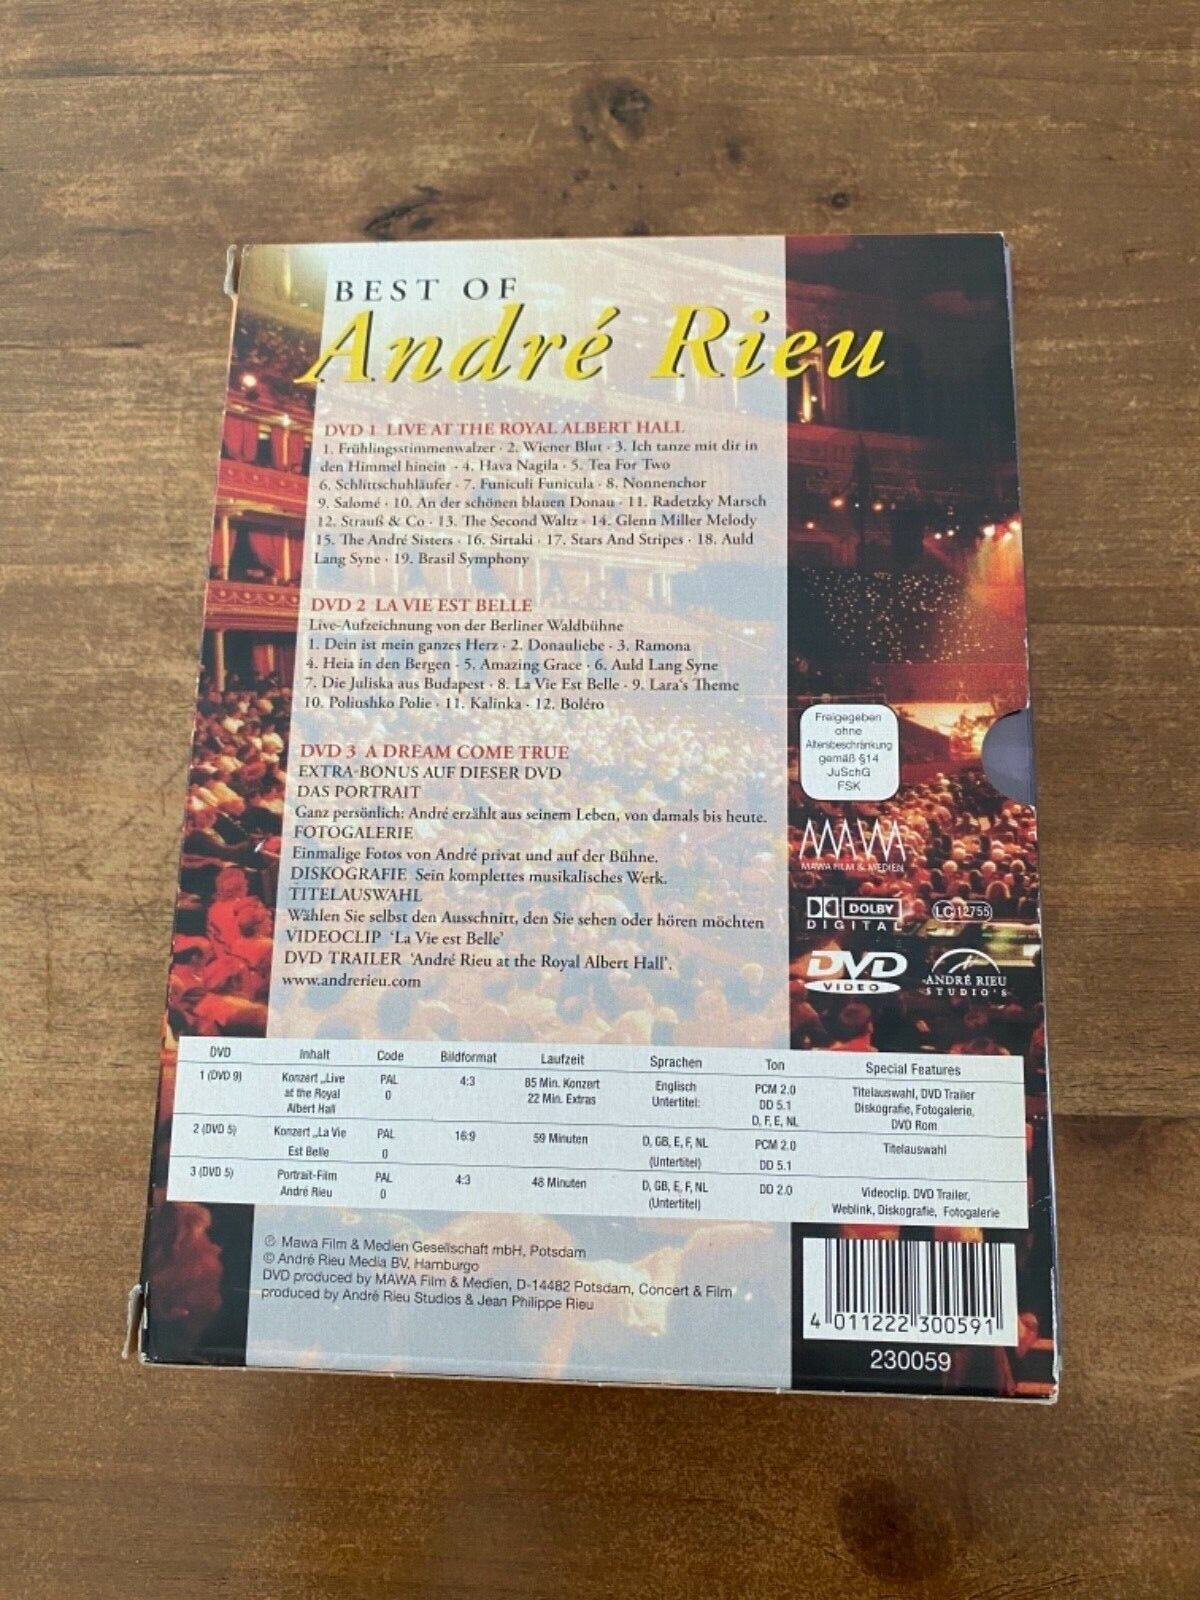 BEST OF
André Rieu
DVD 1 LIVE AT THE ROYAL ALBERT HALL
1. Frühlingsstimmenwalzer · 2. Wiener Blut · 3. Ich tanze mit dir in
den Himmel hinein · 4. Hava Nagila · 5. Tea For Two
6. Schlittschuhläufer · 7. Funiculi Funicula · 8. Nonnenchor
9. Salomé · 10. An der schönen blauen Donau · 11. Radetzky Marsch
12. Strauß & Co · 13. The Second Waltz · 14. Glenn Miller Melody
15. The André Sisters · 16. Sirtaki · 17. Stars And Stripes · 18. Auld
Lang Syne · 19. Brasil Symphony
DVD 2 LA VIE EST BELLE
Live-Aufzeichnung von der Berliner Waldbühne
1. Dein ist mein ganzes Herz · 2. Donauliebe · 3. Ramona
4. Heia in den Bergen · 5. Amazing Grace · 6. Auld Lang Syne
7. Die Juliska aus Budapest · 8. La Vie Est Belle · 9. Lara's Theme
10. Poliushko Polie · 11. Kalinka · 12. Boléro
DVD 3 A DREAM COME TRUE
EXTRA-BONUS AUF DIESER DVD
DAS PORTRAIT
Ganz persönlich: André erzählt aus seinem Leben, von damals bis heute.
FOTOGALERIE
Einmalige Fotos von André privat und auf der Bühne.
DISKOGRAFIE Sein komplettes musikalisches Werk.
TITELAUSWAHL
Wählen Sie selbst den Ausschnitt, den Sie sehen oder hören möchten
VIDEOCLIP 'La Vie est Belle'
DVD TRAILER 'André Rieu at the Royal Albert Hall'.
www.andrerieu.com
Freigegeben
ohne
Altersbeschränkung
gemäß §14
JuSchG
FSK
MAWA
MAWA FILM & MEDIEN
DOLBY
DIGITAL
LC 12755
DVD
VIDEO
ANDRÉ RIEU
STUDIO'S
DVD Inhalt Code Bildformat Laufzeit Sprachen Ton Special Features
1 (DVD 9) Konzert „Live PAL 4:3 85 Min. Konzert Englisch PCM 2.0 Titelauswahl, DVD Trailer
at the Royal 0 22 Min. Extras Untertitel: DD 5.1 Diskografie, Fotogalerie,
Albert Hall D, F, E, NL DVD Rom
2 (DVD 5) Konzert „La Vie PAL 16:9 59 Minuten D, GB, E, F, NL PCM 2.0 Titelauswahl
Est Belle 0 (Untertitel) DD 5.1
3 (DVD 5) Portrait-Film PAL 4:3 48 Minuten D, GB, E, F, NL DD 2.0 Videoclip. DVD Trailer,
André Rieu 0 (Untertitel) Weblink, Diskografie, Fotogalerie
℗ Mawa Film & Medien Gesellschaft mbH, Potsdam
© André Rieu Media BV, Hamburgo
DVD produced by MAWA Film & Medien, D-14482 Potsdam, Concert & Film
produced by André Rieu Studios & Jean Philippe Rieu
4 011222 300591
230059